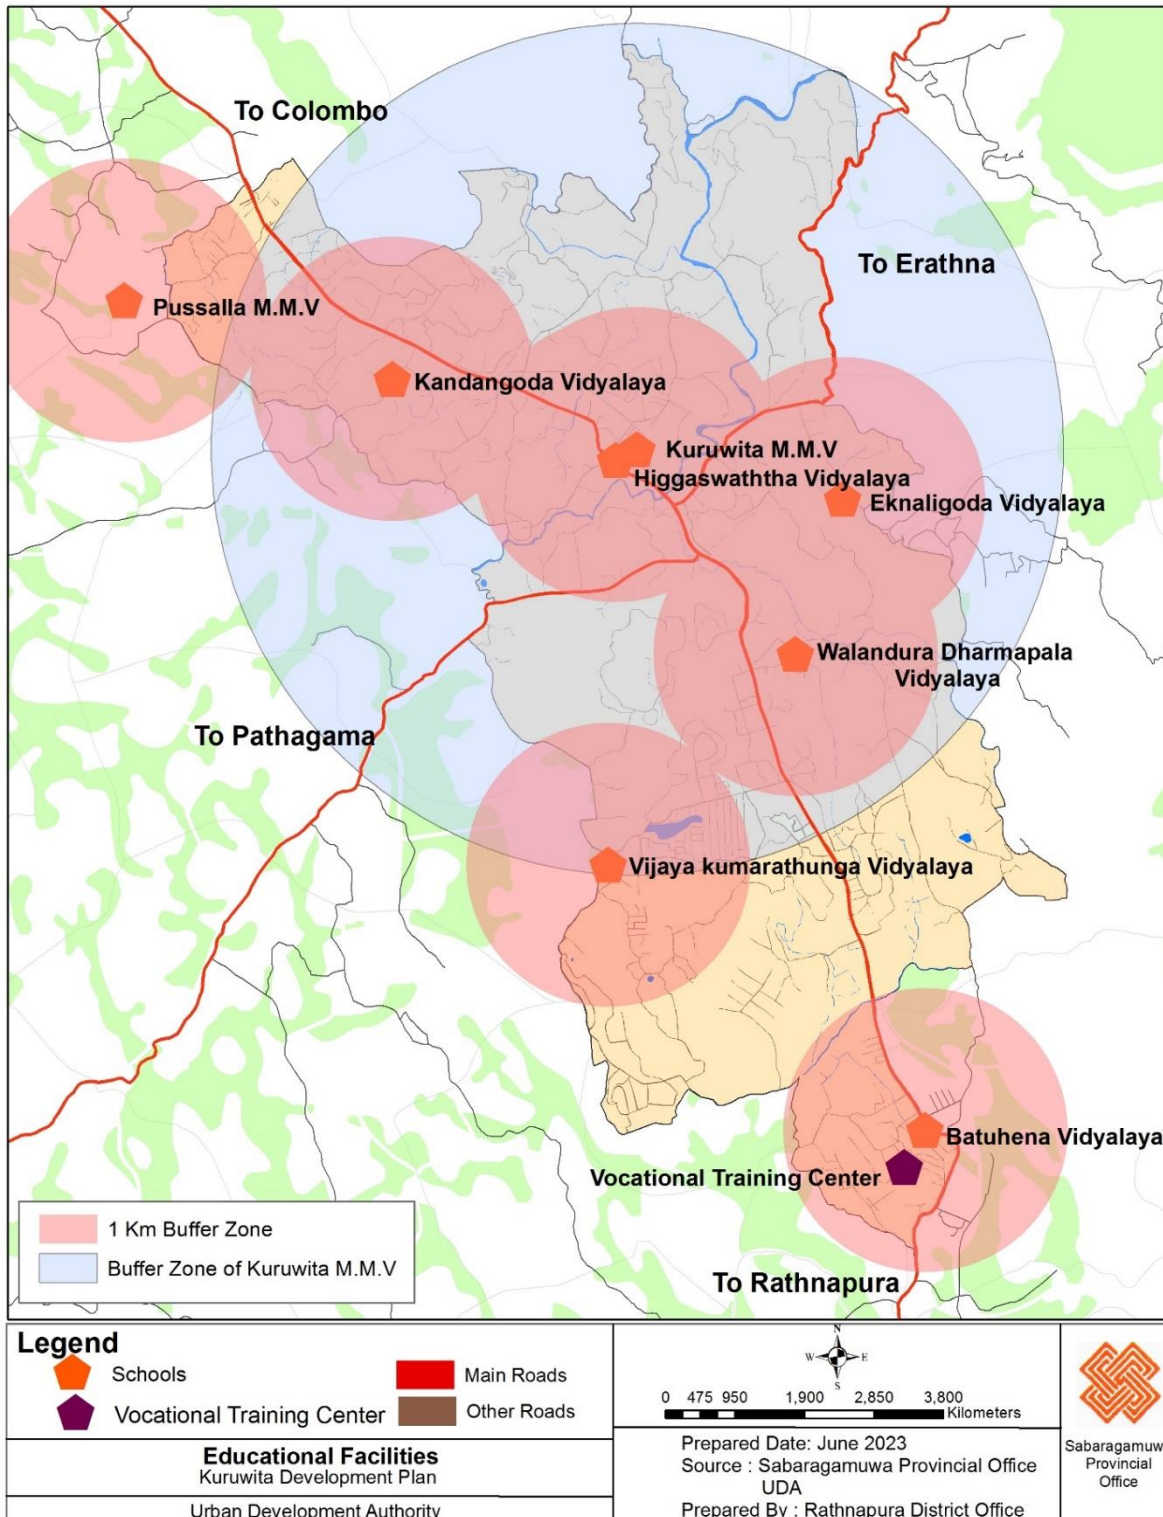 To Colombo
To Erathna
Pussalla M.M.V
Kandangoda Vidyalaya
Kuruwita M.M.V
Higgaswaththa Vidyalaya
Eknaligoda Vidyalaya
Walandura Dharmapala
Vidyalaya
To Pathagama
Vijaya kumarathunga Vidyalaya
Batuhena Vidyalaya
Vocational Training Center
To Rathnapura
1 Km Buffer Zone
Buffer Zone of Kuruwita M.M.V
Legend
Schools
Main Roads
Vocational Training Center
Other Roads
Educational Facilities
Kuruwita Development Plan
Urban Development Authority
N
W E
S
0 475 950 1,900 2,850 3,800
Kilometers
Prepared Date: June 2023
Source : Sabaragamuwa Provincial Office
UDA
Prepared By : Rathnapura District Office
Sabaragamuw
Provincial
Office